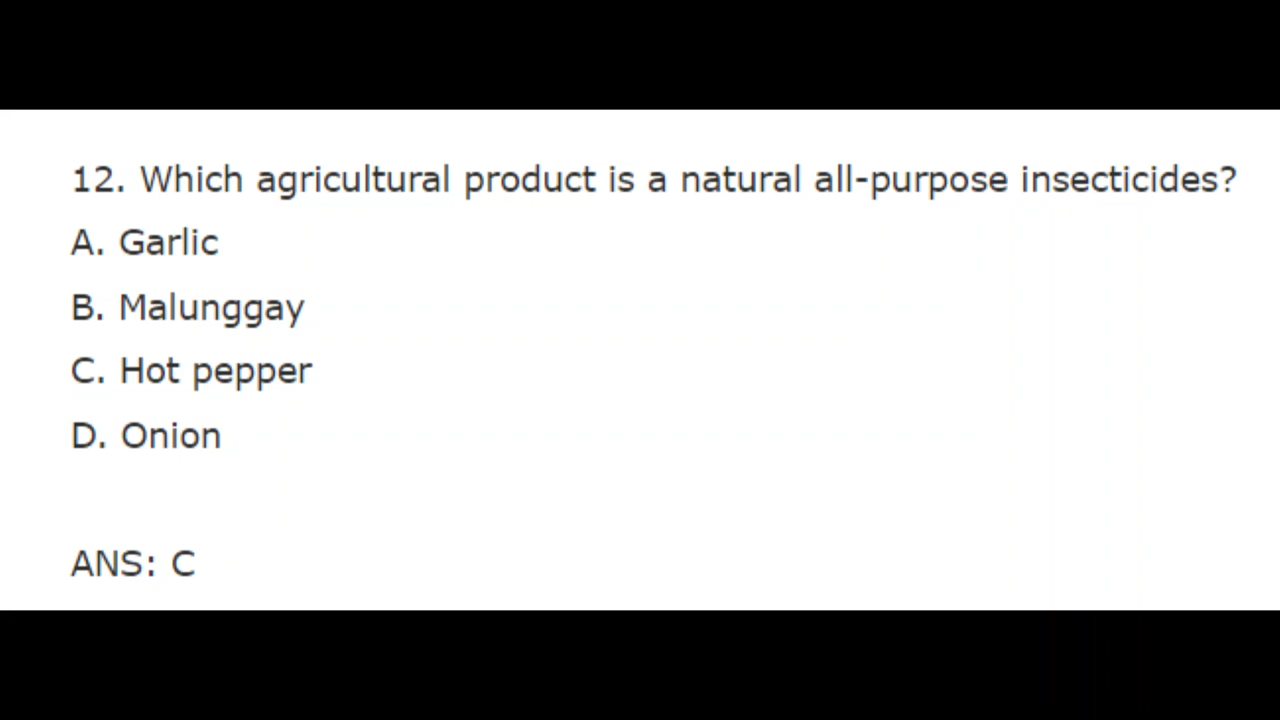 12. Which agricultural product is a natural all-purpose insecticides?
A. Garlic
B. Malunggay
C. Hot pepper
D. Onion
ANS: C